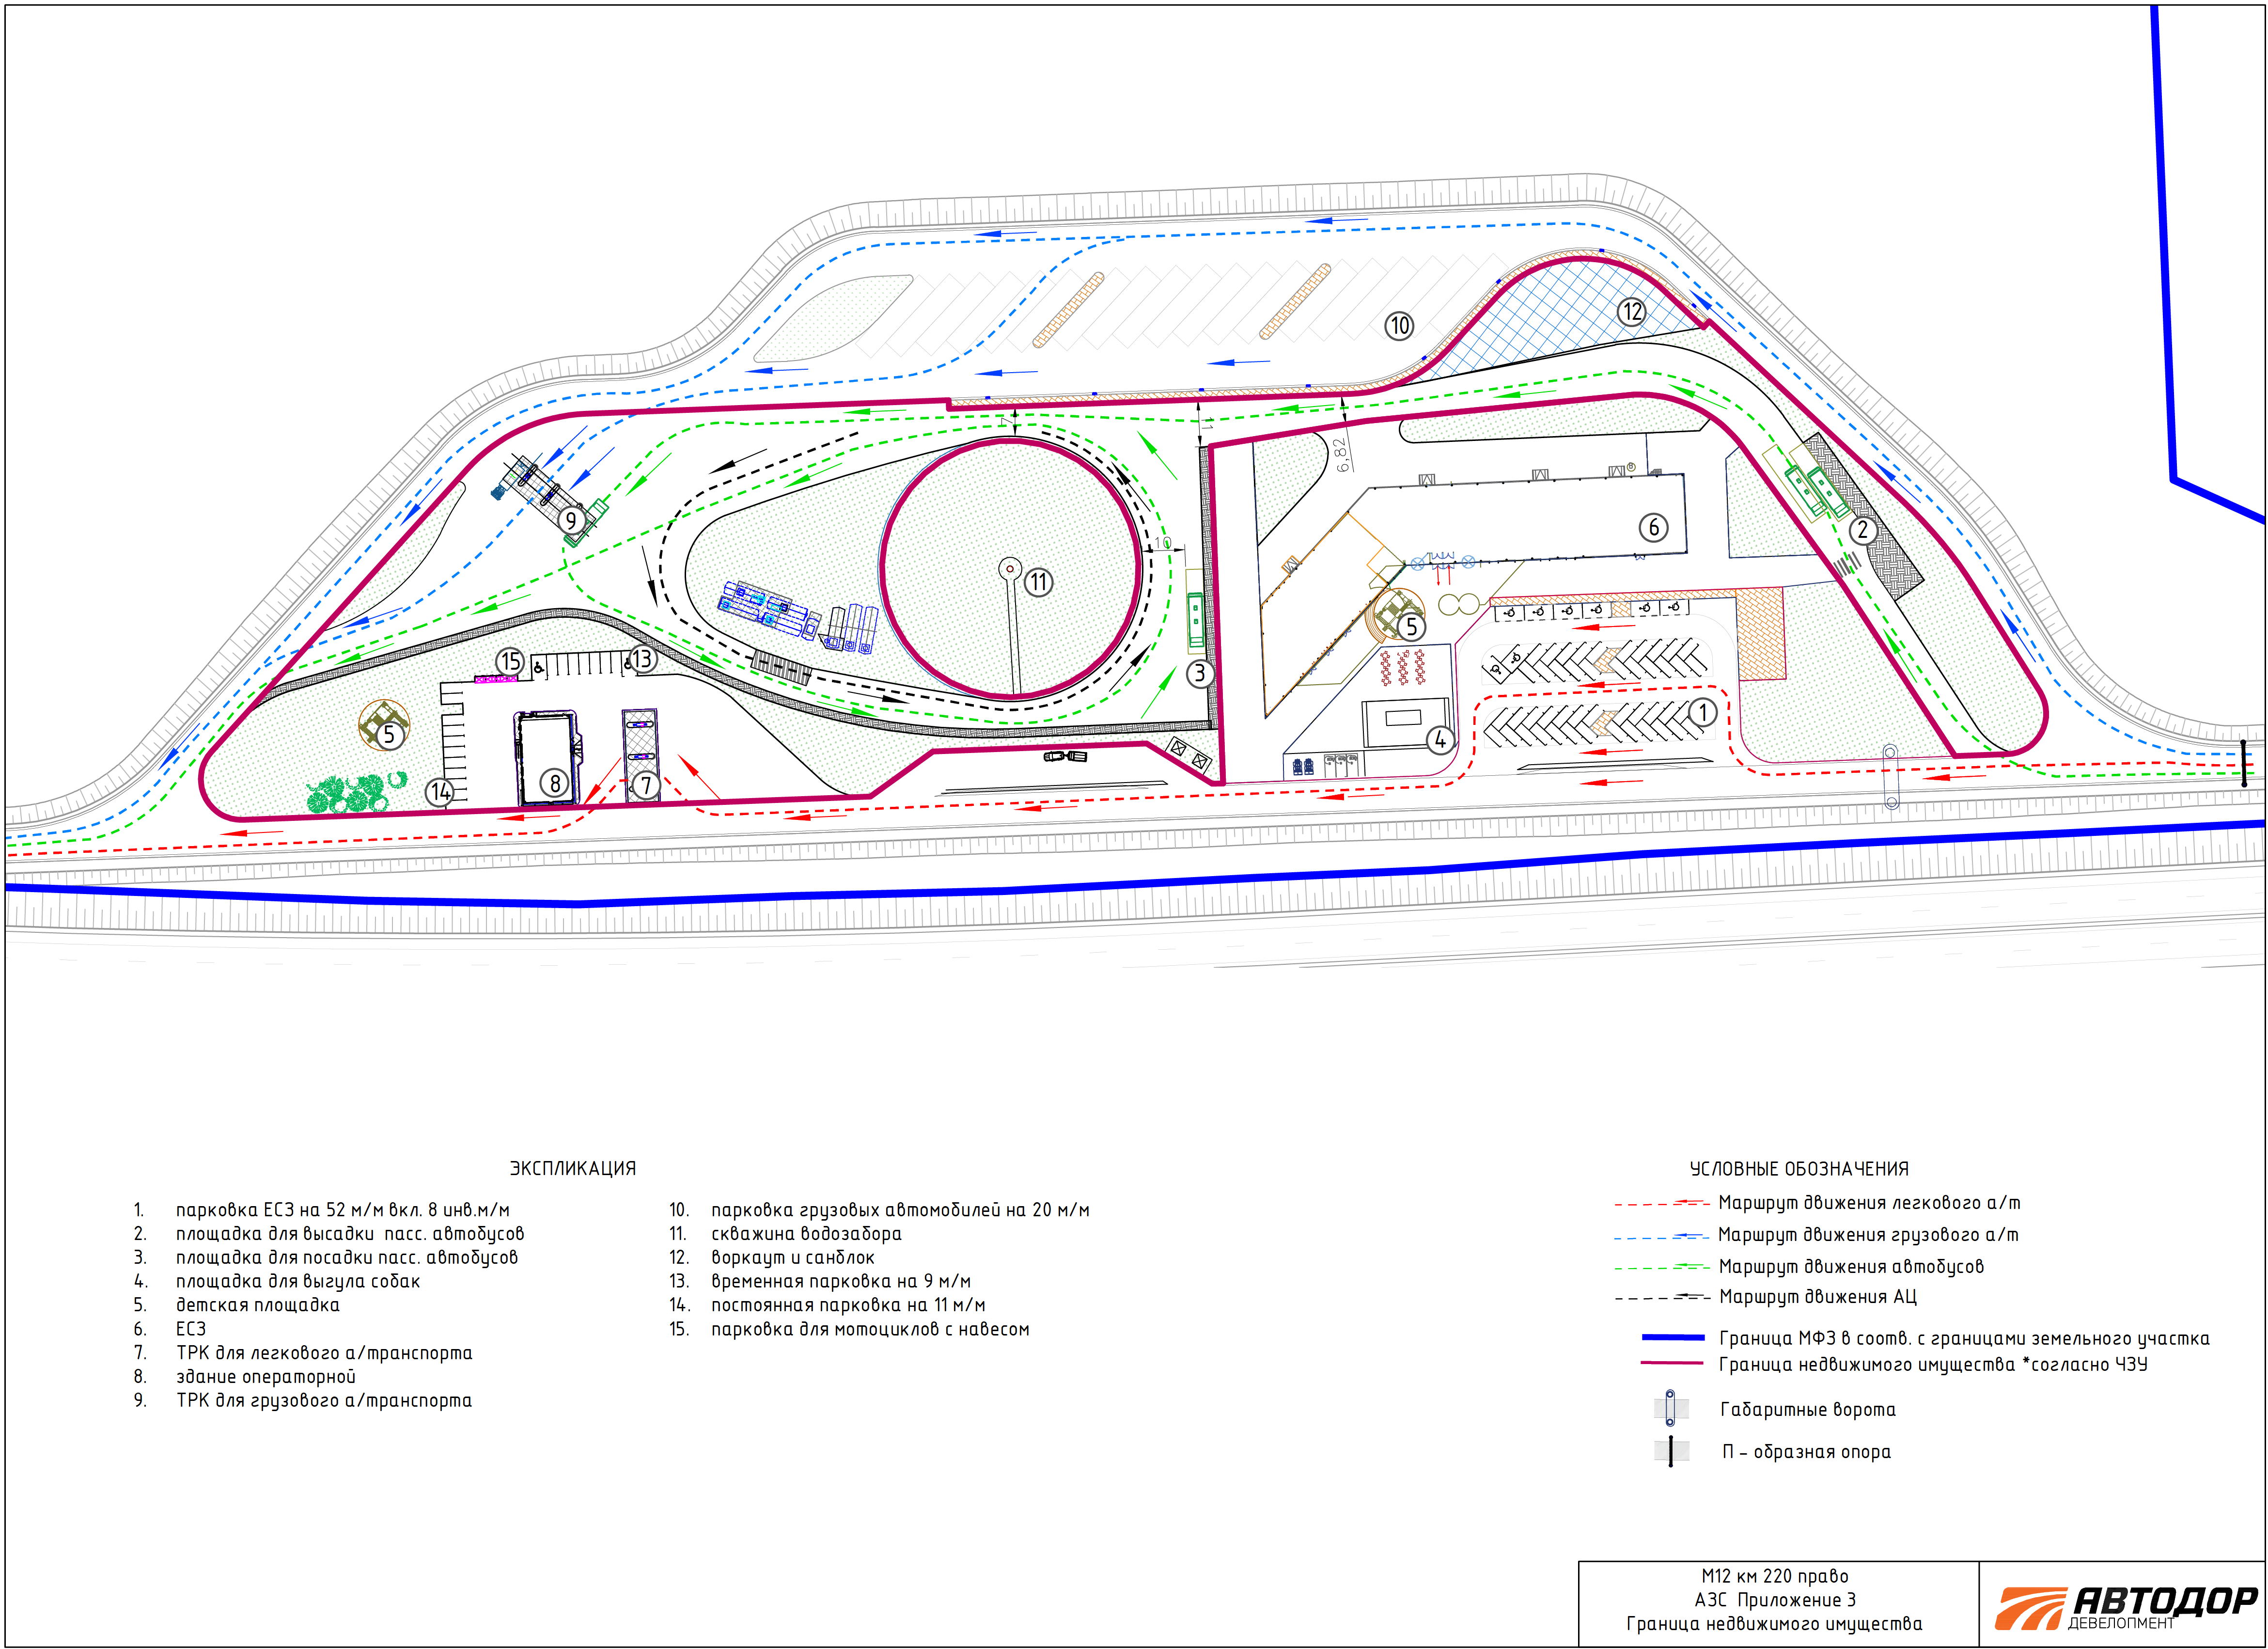 12
10
11
7
6,82
9
6
2
10
11
5
15
13
3
1
5
4
14
8
7
ЭКСПЛИКАЦИЯ
1. парковка ЕСЗ на 52 м/м вкл. 8 инв.м/м
2. площадка для высадки пасс. автобусов
3. площадка для посадки пасс. автобусов
4. площадка для выгула собак
5. детская площадка
6. ЕСЗ
7. ТРК для легкового а/транспорта
8. здание операторной
9. ТРК для грузового а/транспорта
10. парковка грузовых автомобилей на 20 м/м
11. скважина водозабора
12. воркаут и санблок
13. временная парковка на 9 м/м
14. постоянная парковка на 11 м/м
15. парковка для мотоциклов с навесом
УСЛОВНЫЕ ОБОЗНАЧЕНИЯ
Маршрут движения легкового а/т
Маршрут движения грузового а/т
Маршрут движения автобусов
Маршрут движения АЦ
Граница МФЗ в соотв. с границами земельного участка
Граница недвижимого имущества *согласно ЧЗУ
Габаритные ворота
П - образная опора
М12 км 220 право
АЗС Приложение 3
Граница недвижимого имущества
АВТОДОР
ДЕВЕЛОПМЕНТ